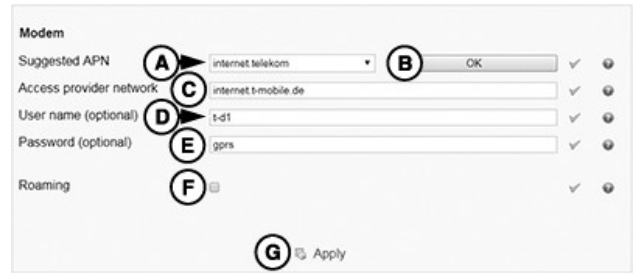 Modem
Suggested APN A internet.telekom B OK
Access provider network C internet.t-mobile.de
User name (optional) D t-d1
Password (optional) E gprs
Roaming F
G Apply